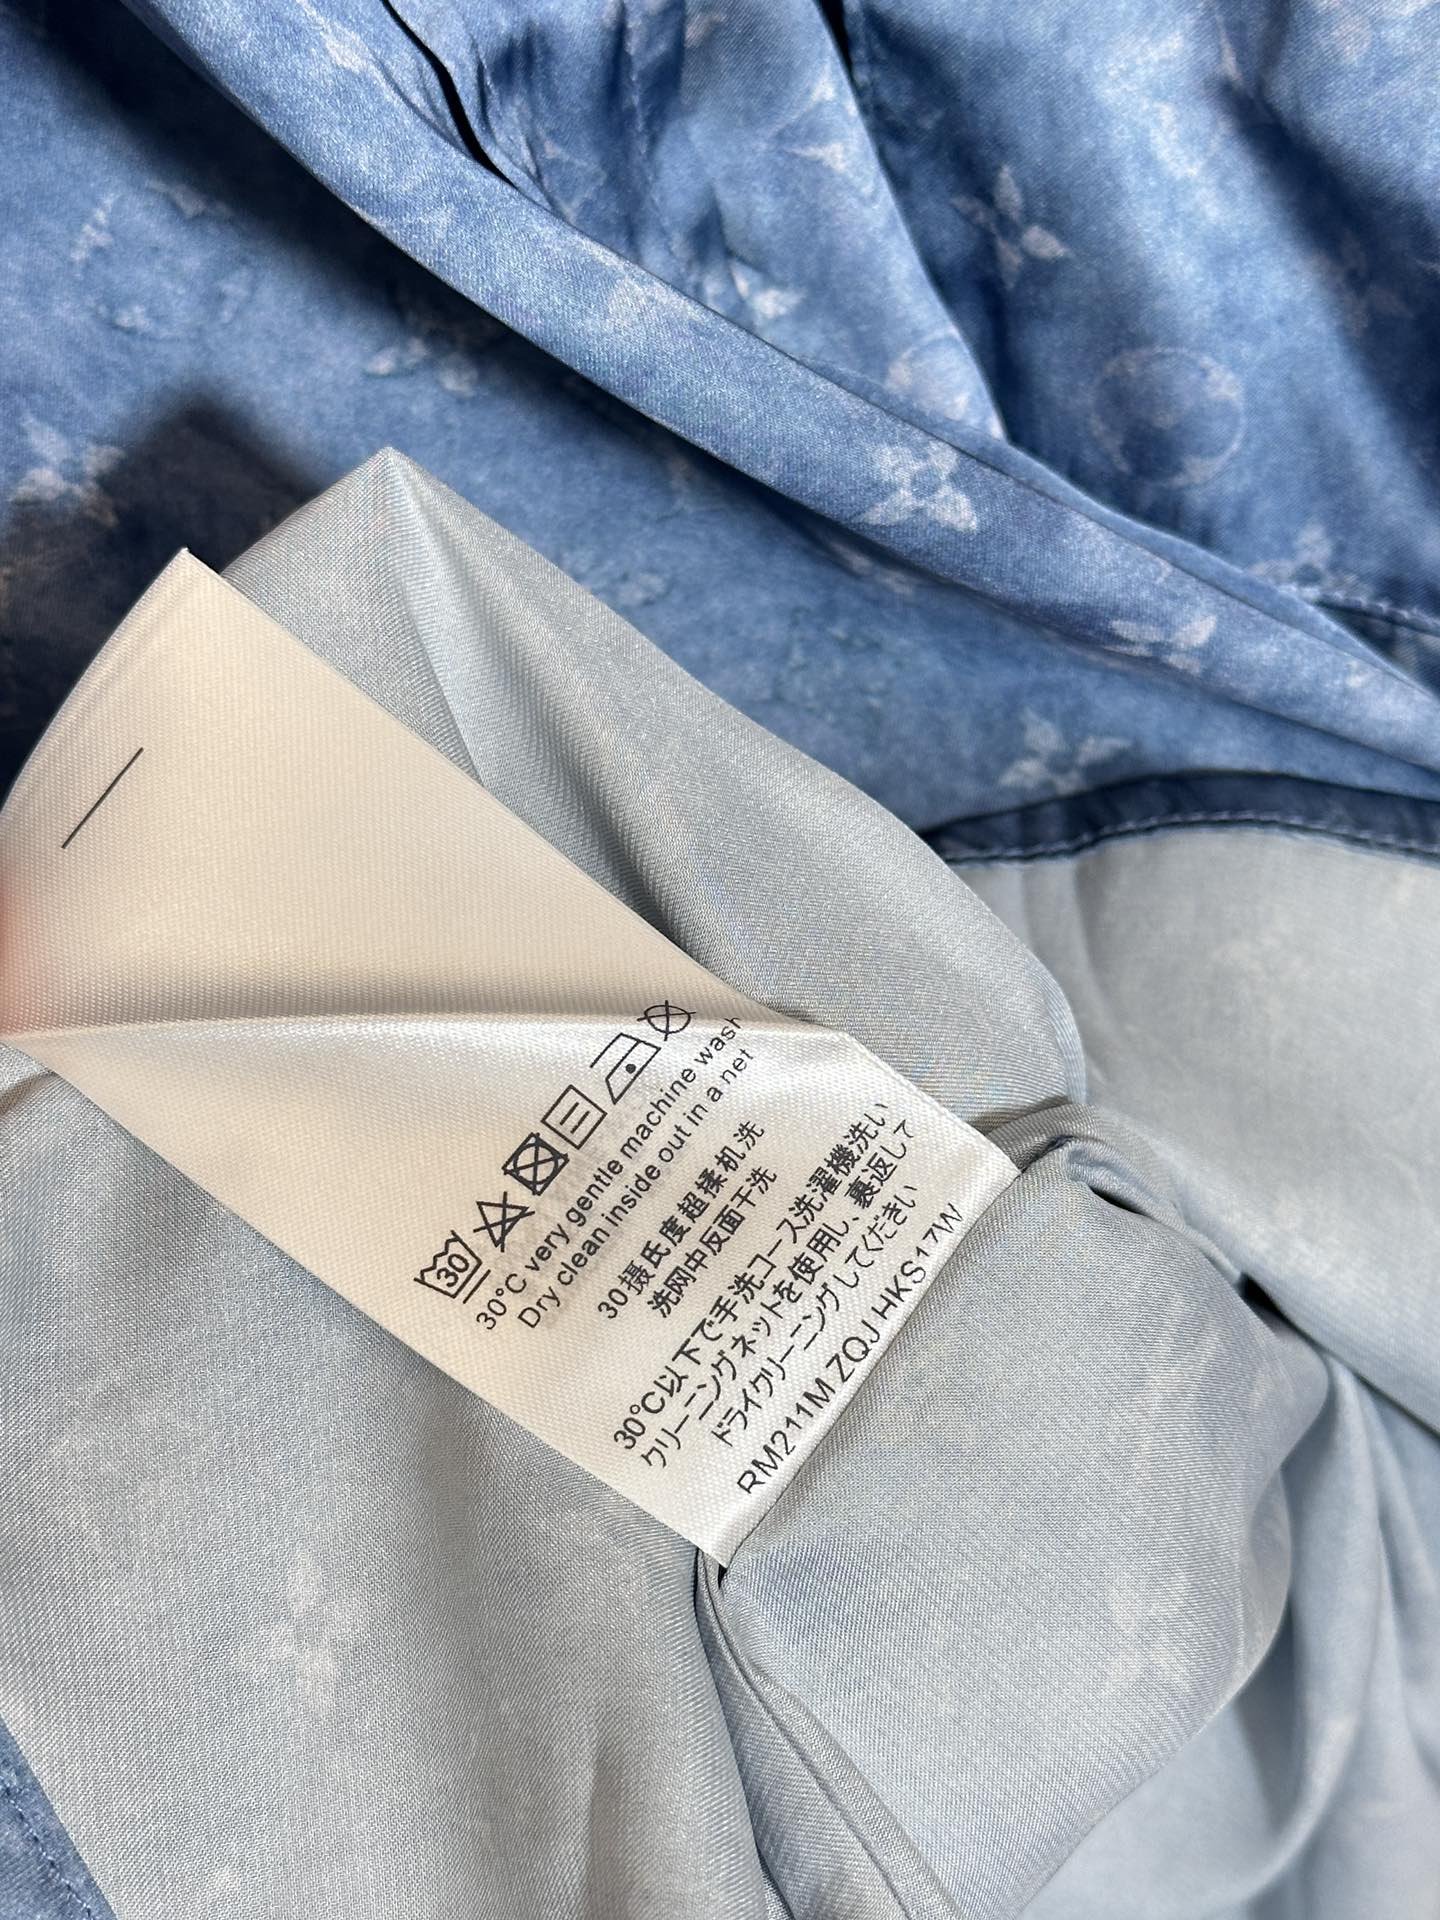 30
30°C very gentle machine wash
Dry clean inside out in a net
30摄氏度超揉机洗
洗网中反面干洗
30℃以下で手洗コース洗濯機洗い
クリーニングネットを使用し、裏返して
ドライクリーニングしてください
RM211M ZQJ HKS17W